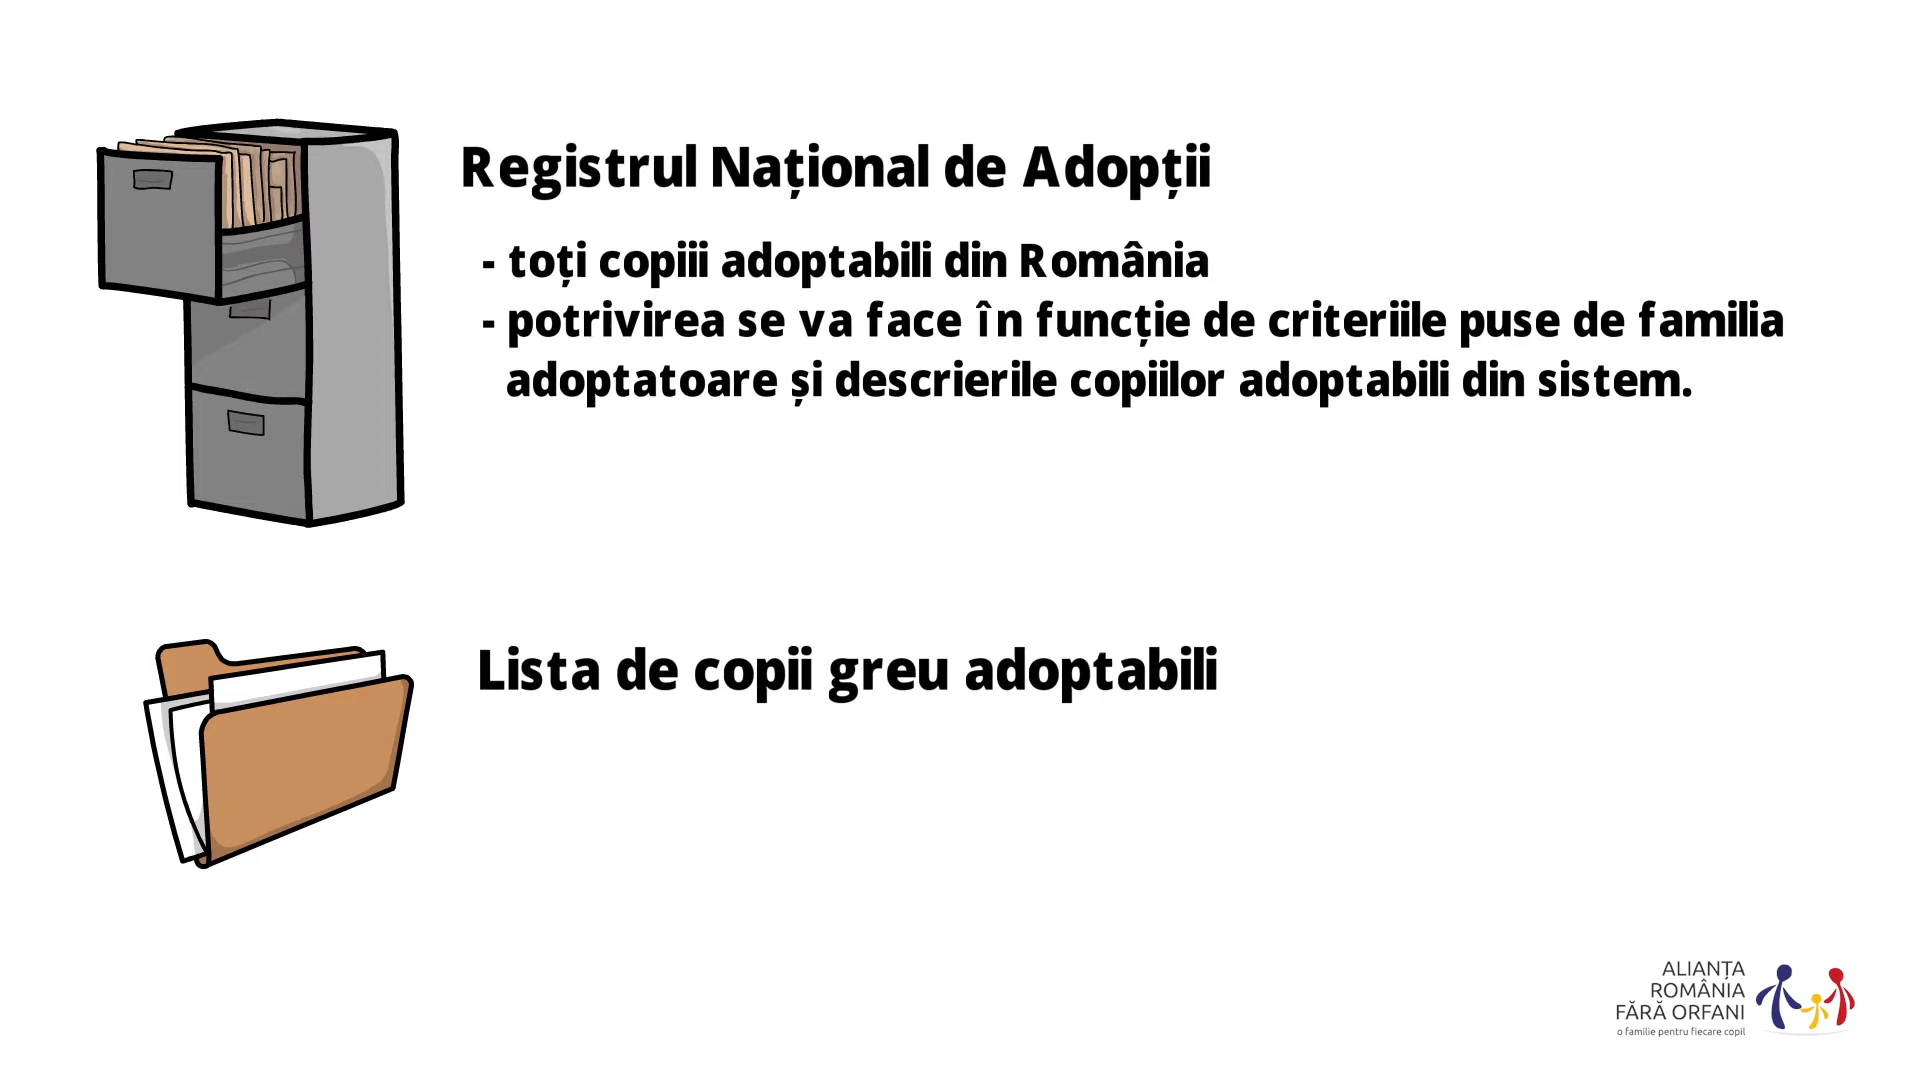 Registrul Național de Adopții
- toți copiii adoptabili din România
- potrivirea se va face în funcție de criteriile puse de familia
adoptatoare și descrierile copiilor adoptabili din sistem.
Lista de copii greu adoptabili
ALIANȚA
ROMÂNIA
FĂRĂ ORFANI
o familie pentru fiecare copil